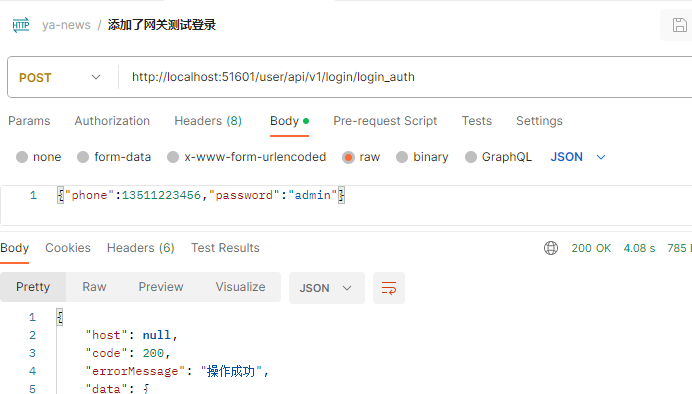 HTTP ya-news / 添加了网关测试登录
POST http://localhost:51601/user/api/v1/login/login_auth
Params Authorization Headers (8) Body Pre-request Script Tests Settings
none form-data x-www-form-urlencoded raw binary GraphQL JSON
1 {"phone":13511223456,"password":"admin"}
Body Cookies Headers (6) Test Results 200 OK 4.08 s 785
Pretty Raw Preview Visualize JSON
1 {
2 "host": null,
3 "code": 200,
4 "errorMessage": "操作成功",
5 "data": {